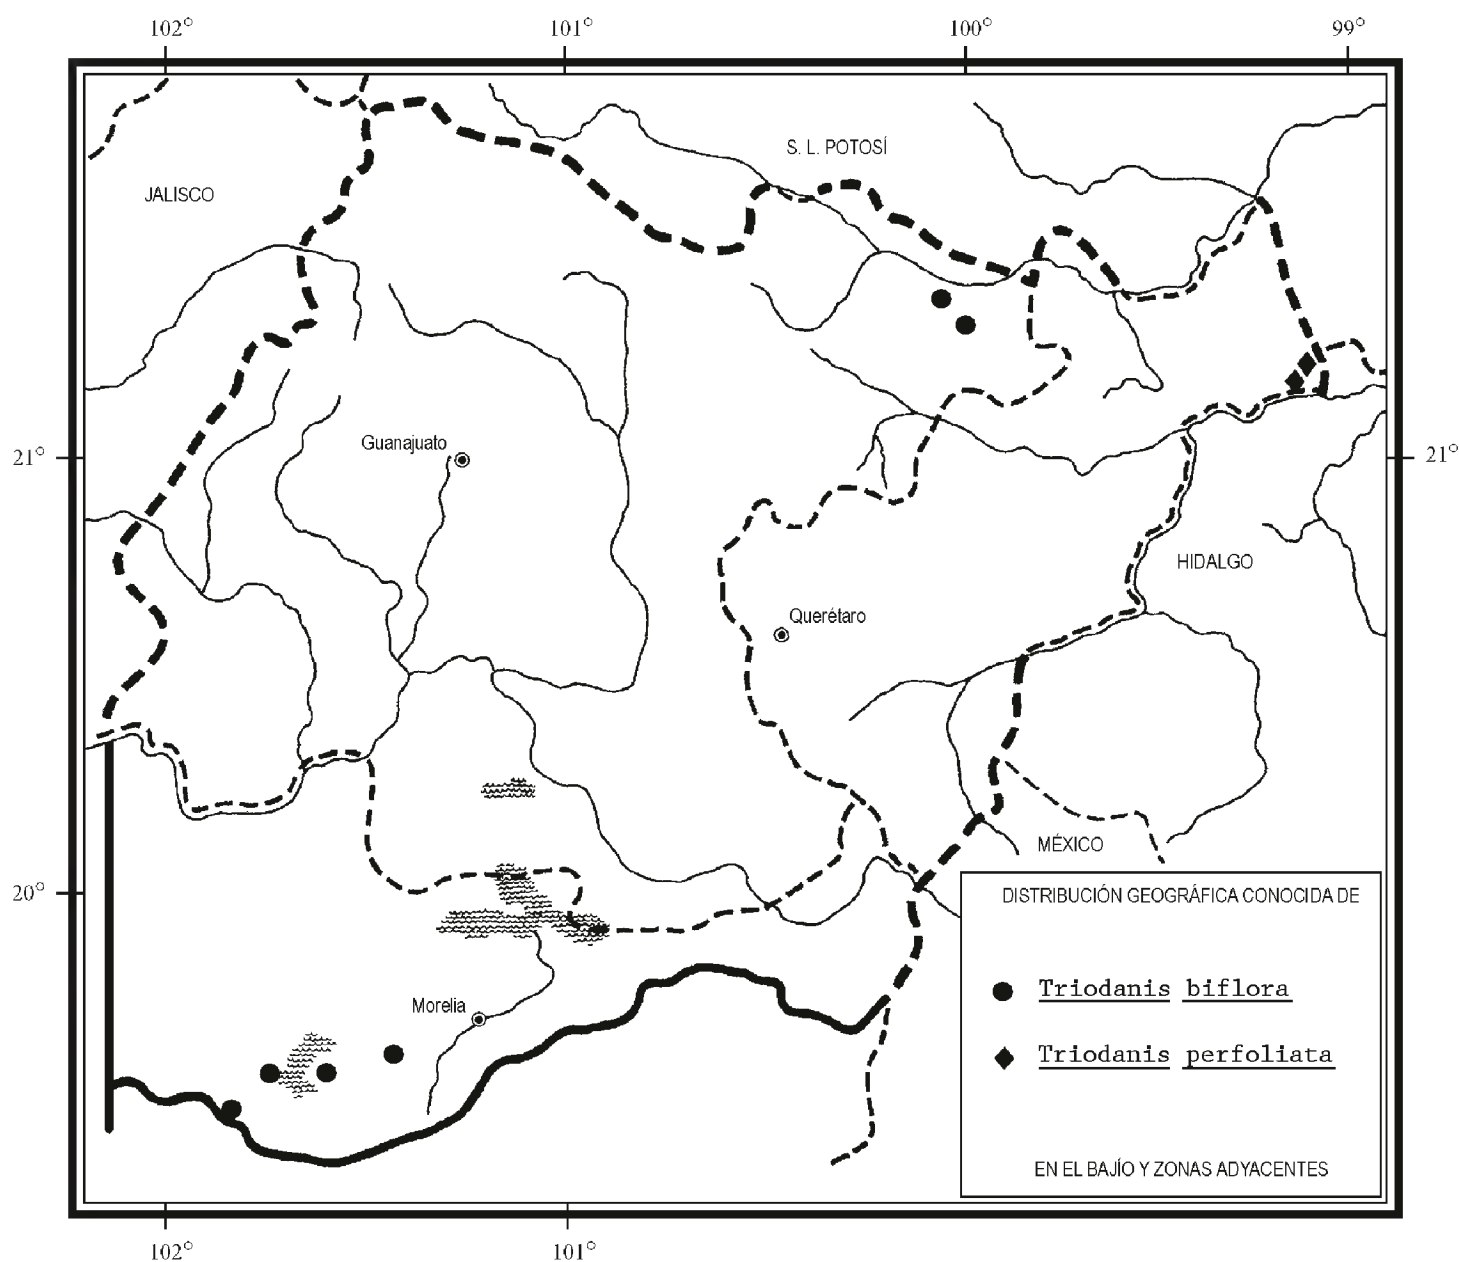 102° 101° 100° 99°
S. L. POTOSÍ
JALISCO
Guanajuato
21° 21°
HIDALGO
Querétaro
MÉXICO
20°
DISTRIBUCIÓN GEOGRÁFICA CONOCIDA DE
Triodanis biflora
Morelia
Triodanis perfoliata
EN EL BAJÍO Y ZONAS ADYACENTES
102° 101°